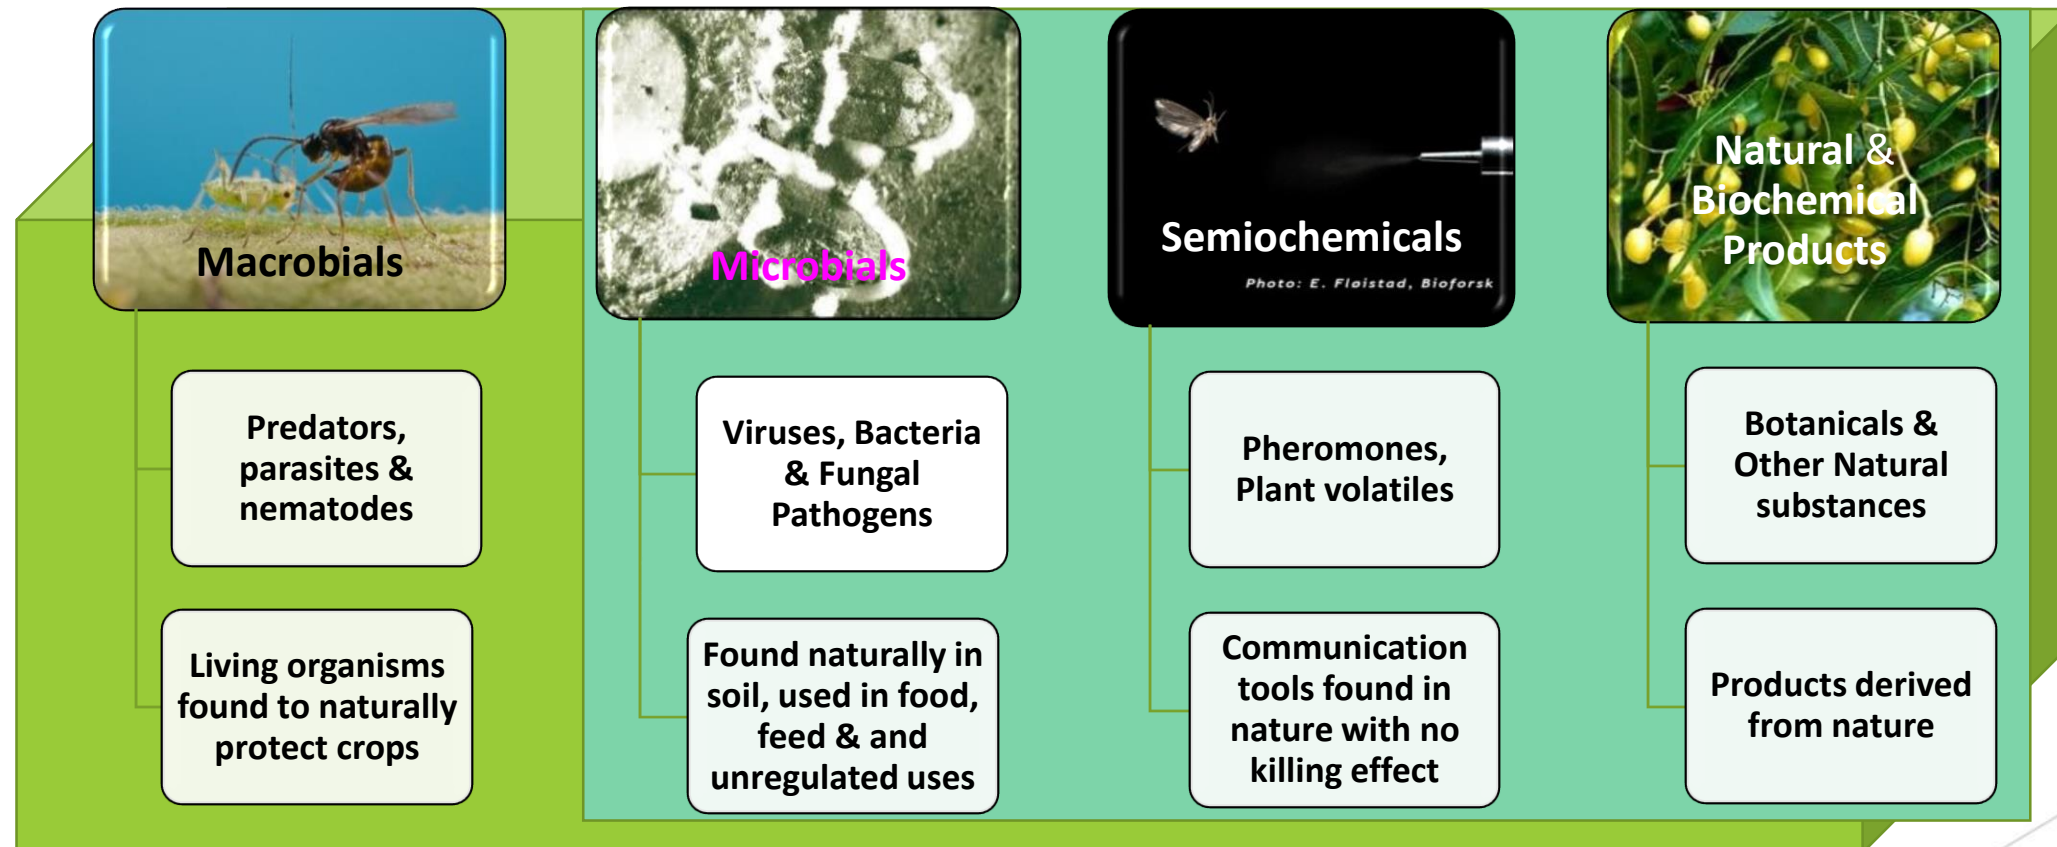 Macrobials
Predators,
parasites &
nematodes
Living organisms
found to naturally
protect crops
Microbials
Viruses, Bacteria
& Fungal
Pathogens
Found naturally in
soil, used in food,
feed & and
unregulated uses
Semiochemicals
Photo: E. Fløistad, Bioforsk
Pheromones,
Plant volatiles
Communication
tools found in
nature with no
killing effect
Natural &
Biochemical
Products
Botanicals &
Other Natural
substances
Products derived
from nature